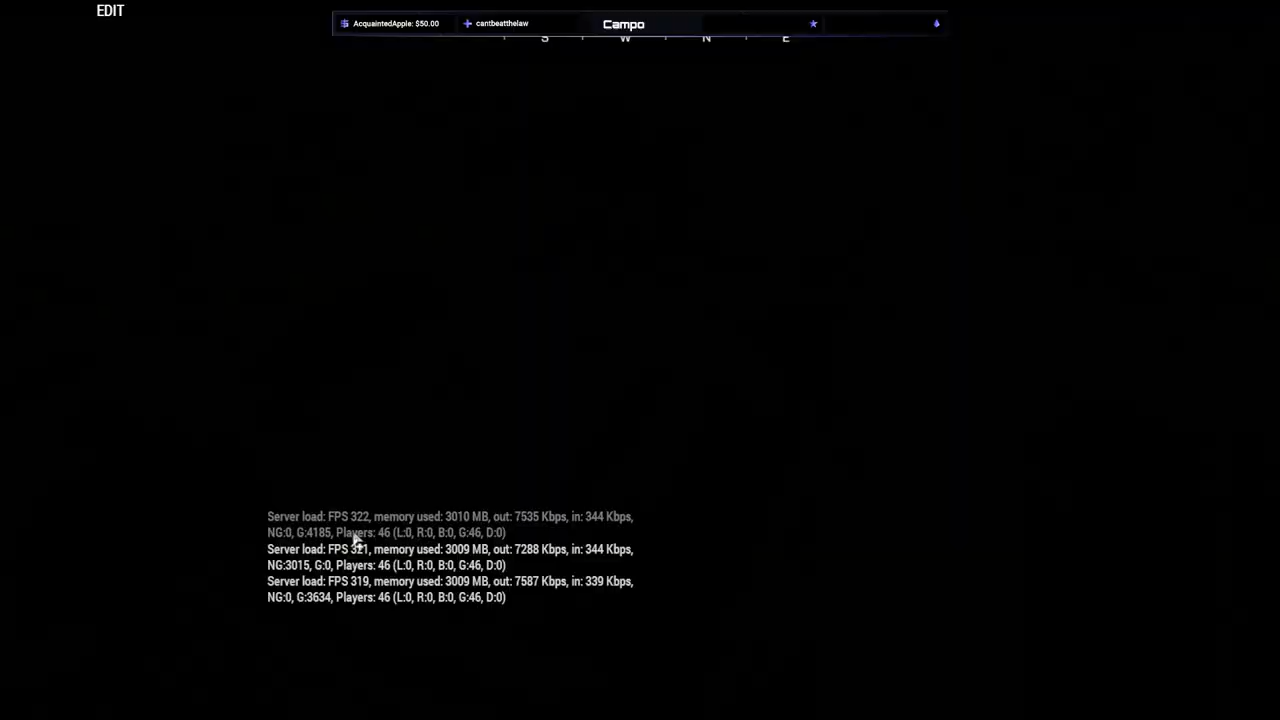 EDIT
AcquaintedApple: $50.00 cantbeatthelaw Campo
S W N E
Server load: FPS 322, memory used: 3010 MB, out: 7535 Kbps, in: 344 Kbps,
NG:0, G:4185, Players: 46 (L:0, R:0, B:0, G:46, D:0)
Server load: FPS 321, memory used: 3009 MB, out: 7288 Kbps, in: 344 Kbps,
NG:3015, G:0, Players: 46 (L:0, R:0, B:0, G:46, D:0)
Server load: FPS 319, memory used: 3009 MB, out: 7587 Kbps, in: 339 Kbps,
NG:0, G:3634, Players: 46 (L:0, R:0, B:0, G:46, D:0)